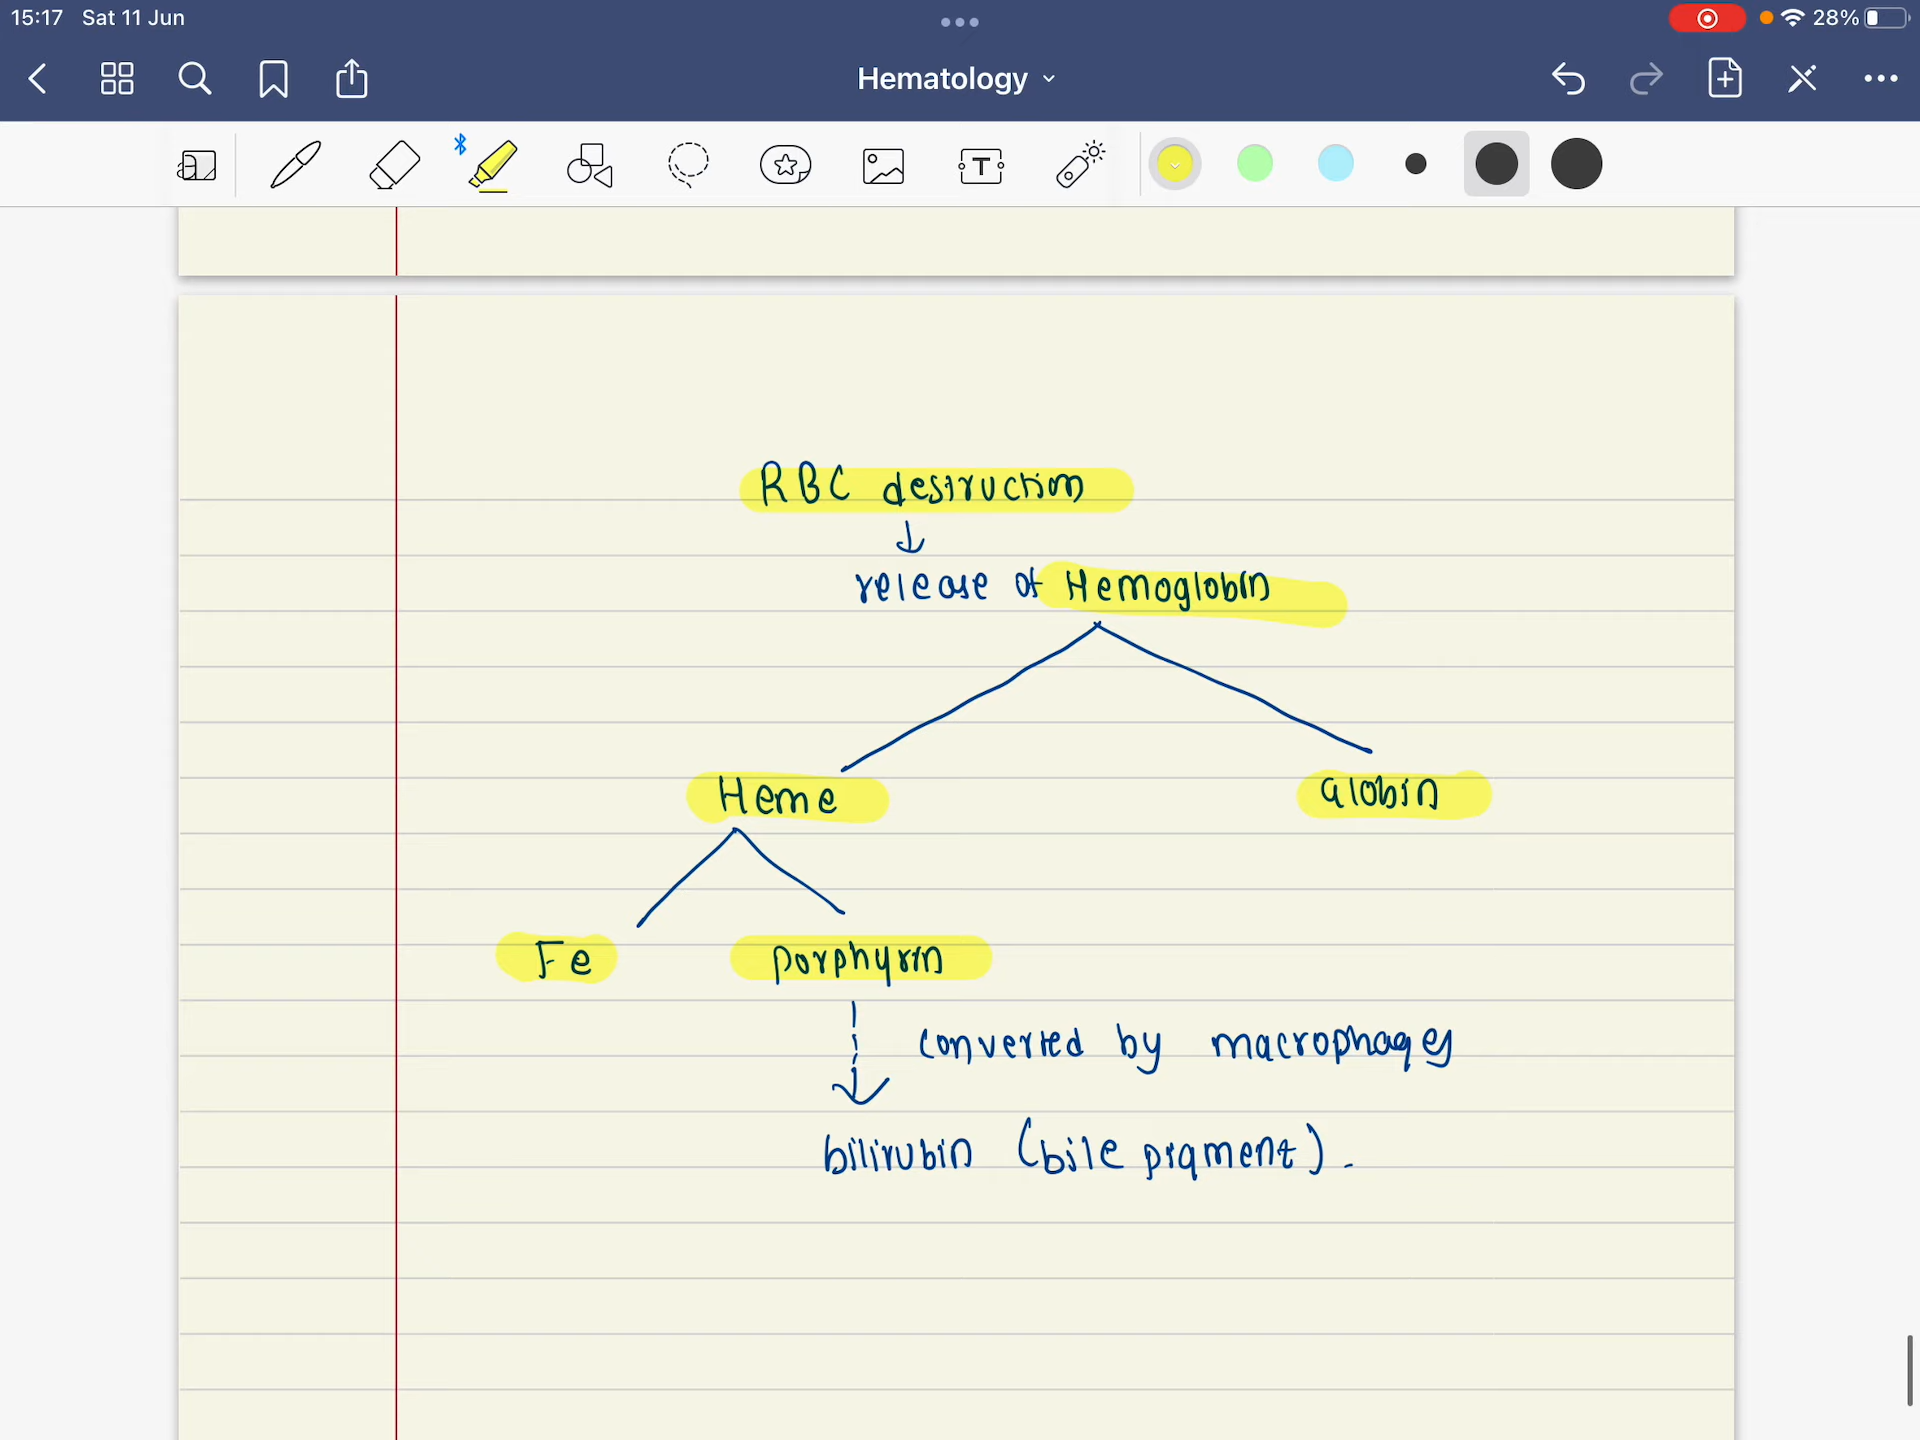 15:17 Sat 11 Jun
28%
Hematology
a
T
RBC destruction
↓
release of Hemoglobin
Heme Globin
Fe porphyrin
converted by macrophages
bilirubin (bile pigment).